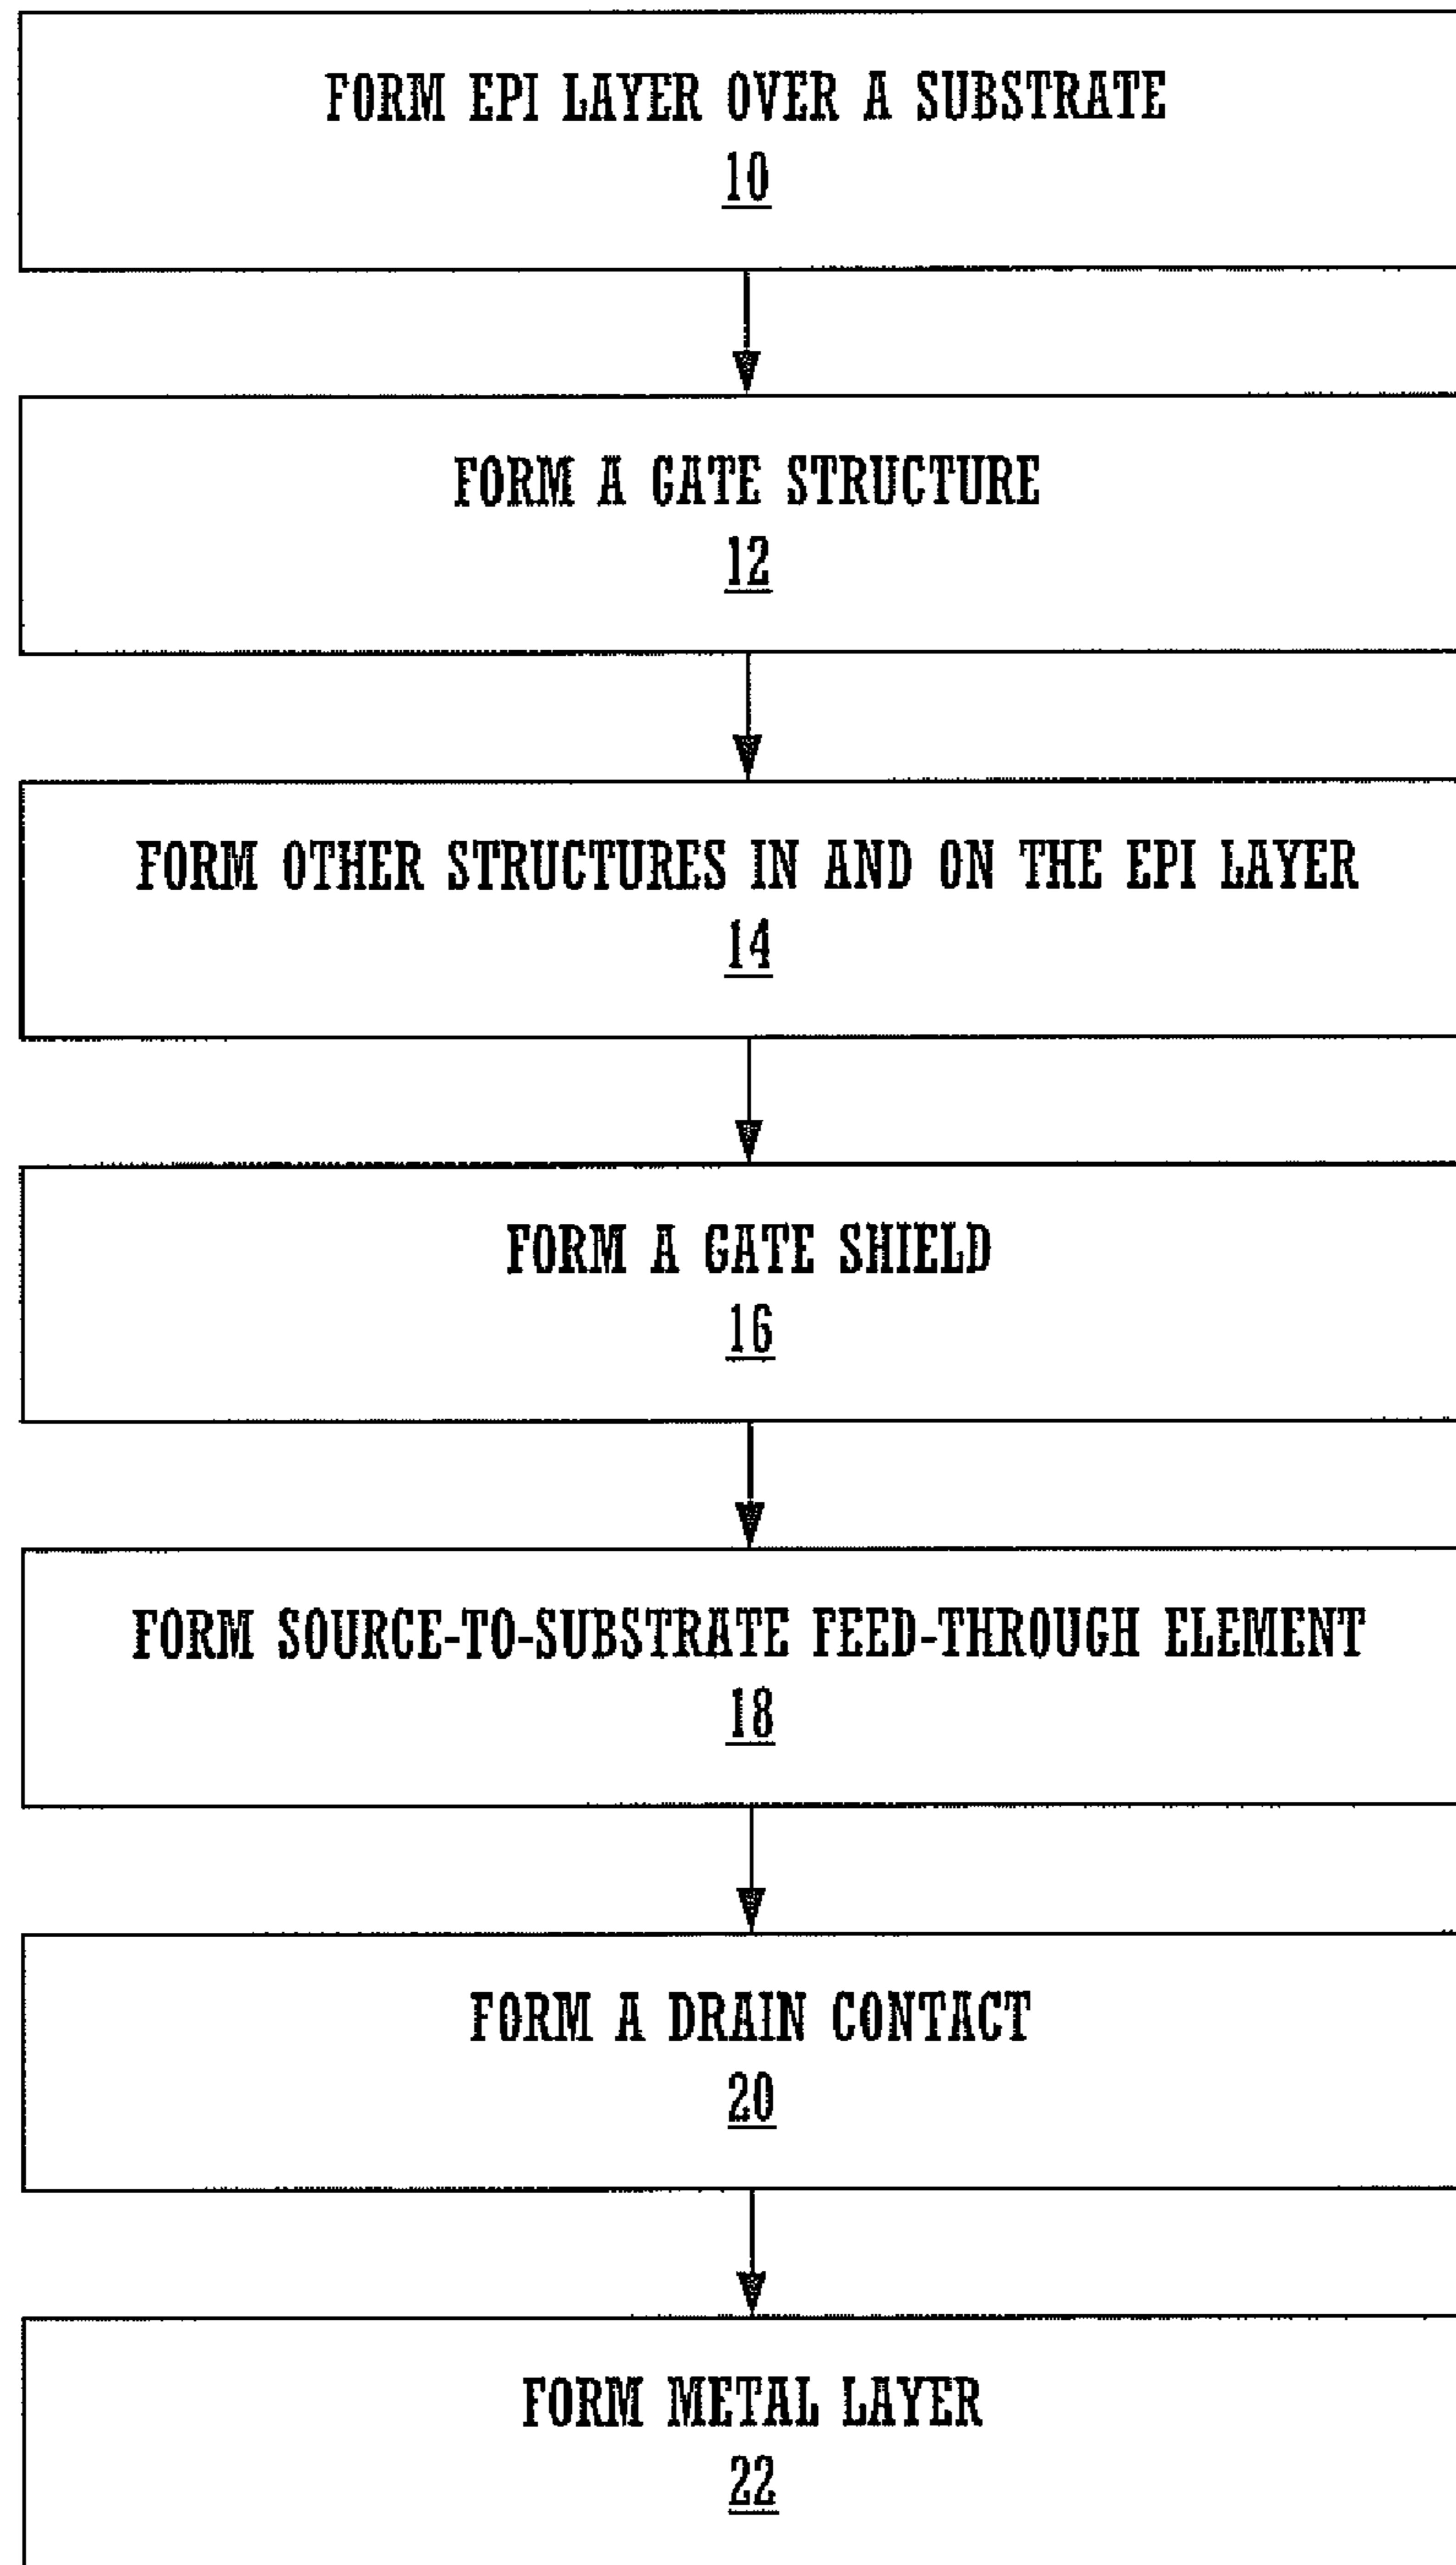 FORM EPI LAYER OVER A SUBSTRATE
10
FORM A GATE STRUCTURE
12
FORM OTHER STRUCTURES IN AND ON THE EPI LAYER
14
FORM A GATE SHIELD
16
FORM SOURCE-TO-SUBSTRATE FEED-THROUGH ELEMENT
18
FORM A DRAIN CONTACT
20
FORM METAL LAYER
22